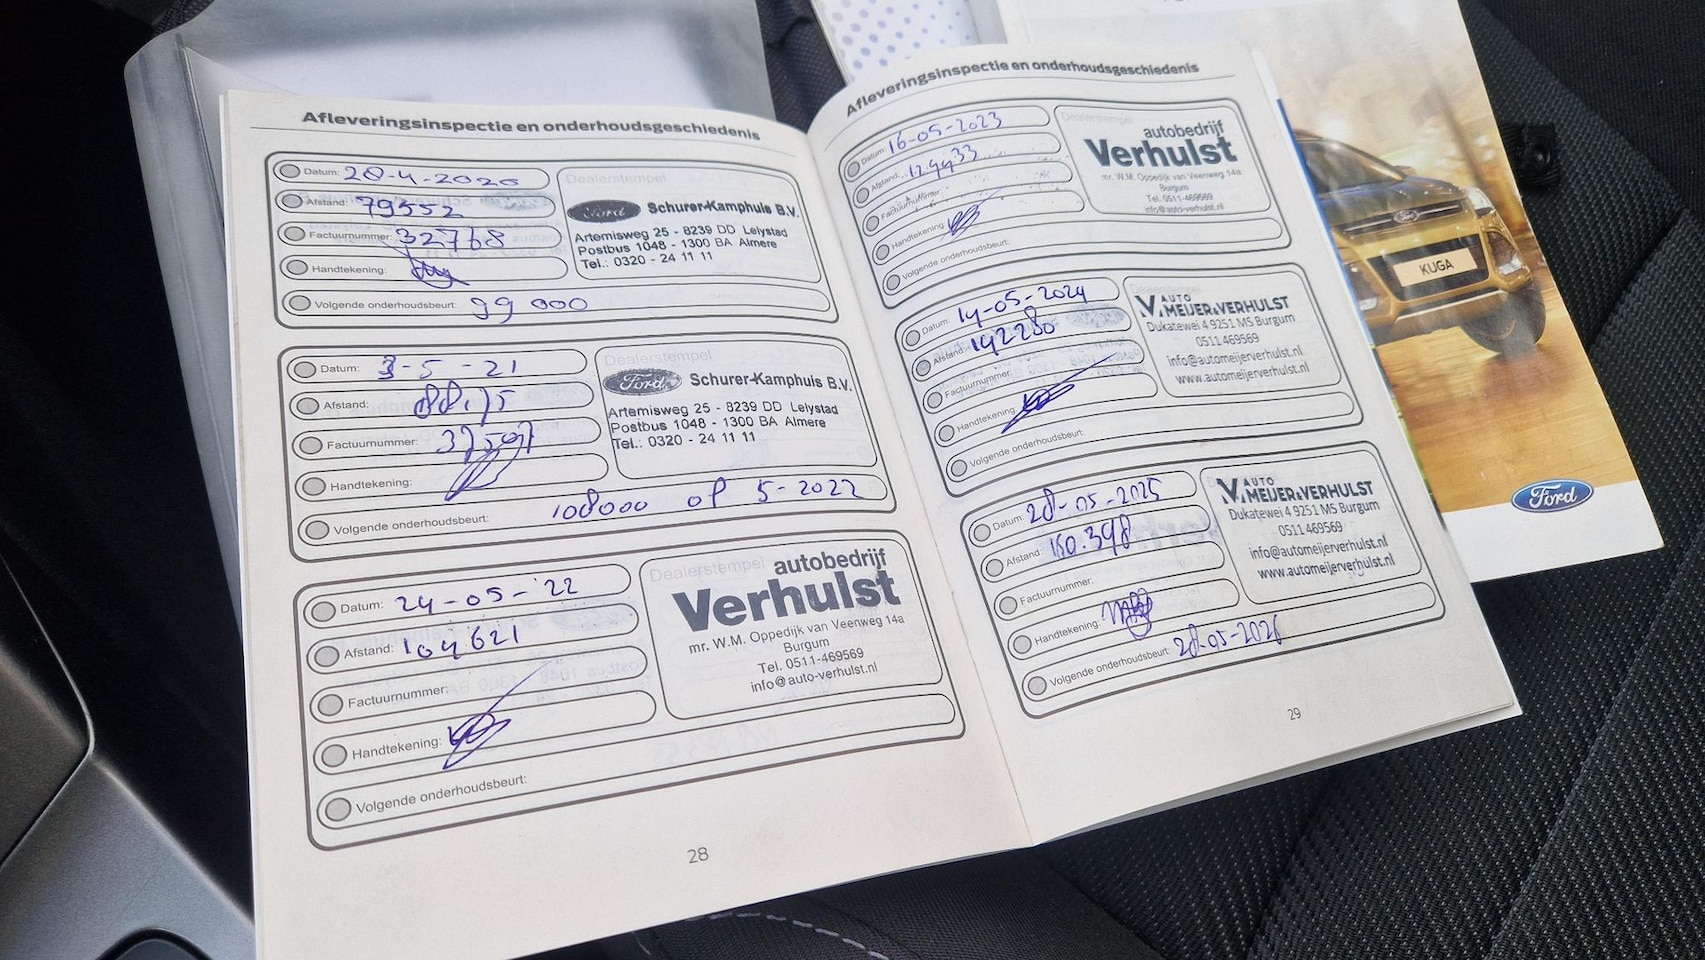 Afleveringsinspectie en onderhoudsgeschiedenis
Datum: 20-4-2020
Afstand: 79552
Factuurnummer: 32768
Handtekening:
Volgende onderhoudsbeurt: 99 000
Dealerstempel
Ford Schurer-Kamphuis B.V.
Artemisweg 25 - 8239 DD Lelystad
Postbus 1048 - 1300 BA Almere
Tel.: 0320 - 24 11 11
Datum: 3-5-21
Afstand:
Factuurnummer: 37597
Handtekening:
Volgende onderhoudsbeurt: 108000 of 5-2022
Dealerstempel
Ford Schurer-Kamphuis B.V.
Artemisweg 25 - 8239 DD Lelystad
Postbus 1048 - 1300 BA Almere
Tel.: 0320 - 24 11 11
Datum: 24-05-'22
Afstand: 104621
Factuurnummer:
Handtekening:
Volgende onderhoudsbeurt:
Dealerstempel
autobedrijf
Verhulst
mr. W.M. Oppedijk van Veenweg 14a
Burgum
Tel. 0511-469569
info@auto-verhulst.nl
28
Afleveringsinspectie en onderhoudsgeschiedenis
Datum: 16-05-2023
Afstand:
Factuurnummer:
Handtekening:
Volgende onderhoudsbeurt:
Dealerstempel
autobedrijf
Verhulst
mr. W.M. Oppedijk van Veenweg 14a
Burgum
Tel. 0511-469569
info@auto-verhulst.nl
Datum: 14-05-2024
Afstand: 142280
Factuurnummer:
Handtekening:
Volgende onderhoudsbeurt:
Dealerstempel
AUTO
MEIJER & VERHULST
Dukatewei 4 9251 MS Burgum
0511 469569
info@automeijerverhulst.nl
www.automeijerverhulst.nl
Datum: 28-05-2025
Afstand: 160.398
Factuurnummer:
Handtekening:
Volgende onderhoudsbeurt: 28-05-2026
AUTO
MEIJER & VERHULST
Dukatewei 4 9251 MS Burgum
0511 469569
info@automeijerverhulst.nl
www.automeijerverhulst.nl
29
KUGA
Ford